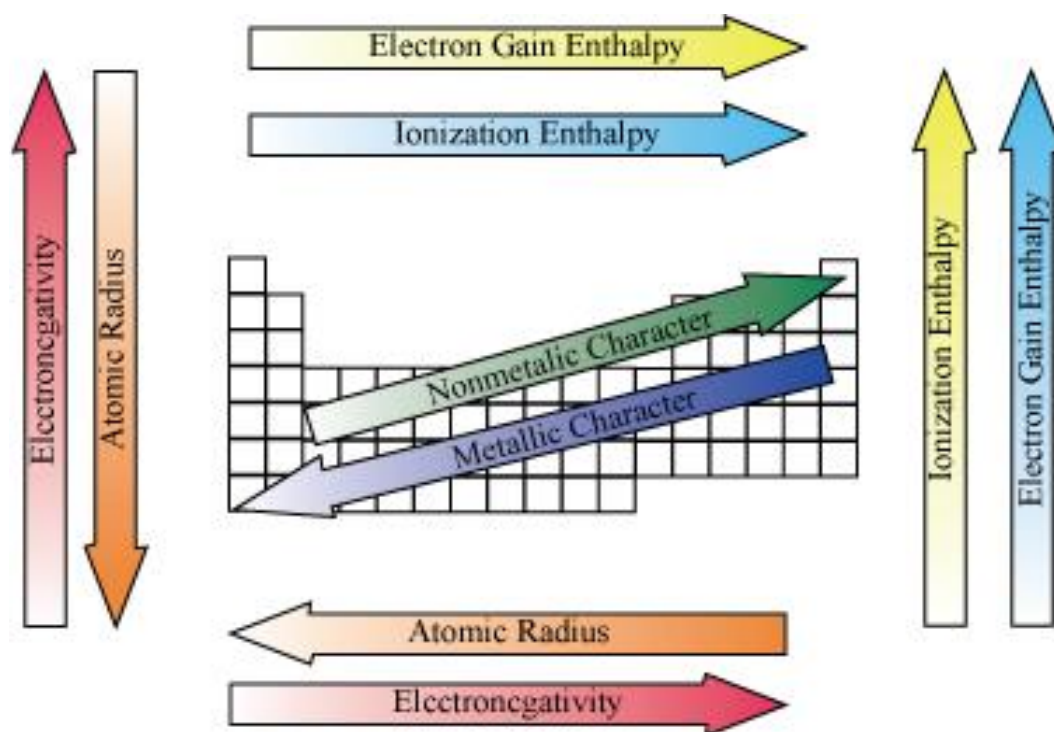 Electron Gain Enthalpy
Ionization Enthalpy
Electronegativity
Atomic Radius
Nonmetalic Character
Metallic Character
Ionization Enthalpy
Electron Gain Enthalpy
Atomic Radius
Electronegativity